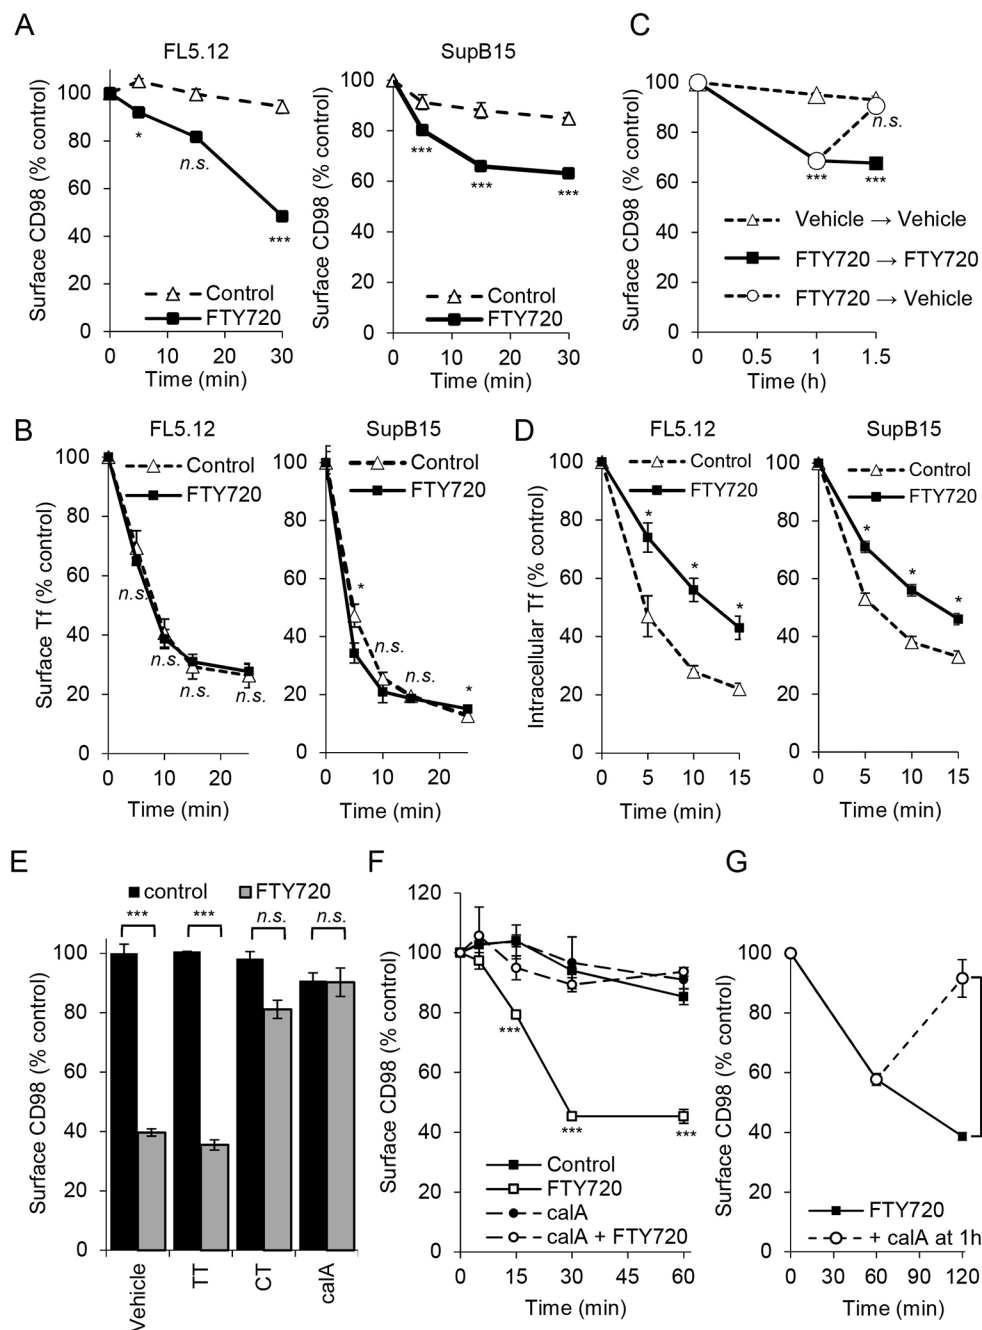 A
FL5.12
Surface CD98 (% control)
100
80
60
40
20
0
*
n.s.
***
Control
FTY720
0 10 20 30
Time (min)
SupB15
Surface CD98 (% control)
100
80
60
40
20
0
***
***
***
Control
FTY720
0 10 20 30
Time (min)
C
Surface CD98 (% control)
100
80
60
40
20
0
n.s.
***
***
Vehicle → Vehicle
FTY720 → FTY720
FTY720 → Vehicle
0 0.5 1 1.5
Time (h)
B
FL5.12
Surface Tf (% control)
100
80
60
40
20
0
Control
FTY720
n.s.
n.s.
n.s.
n.s.
0 10 20
Time (min)
SupB15
100
80
60
40
20
0
Control
FTY720
*
n.s.
n.s.
*
0 10 20
Time (min)
D
FL5.12
Intracellular Tf (% control)
100
80
60
40
20
0
Control
FTY720
*
*
*
0 5 10 15
Time (min)
SupB15
100
80
60
40
20
0
Control
FTY720
*
*
*
0 5 10 15
Time (min)
E
control FTY720
*** *** n.s. n.s.
Surface CD98 (% control)
100
80
60
40
20
0
Vehicle TT CT calA
F
Surface CD98 (% control)
120
100
80
60
40
20
0
***
***
***
Control
FTY720
calA
calA + FTY720
0 15 30 45 60
Time (min)
G
Surface CD98 (% control)
100
80
60
40
20
0
FTY720
+ calA at 1h
0 30 60 90 120
Time (min)